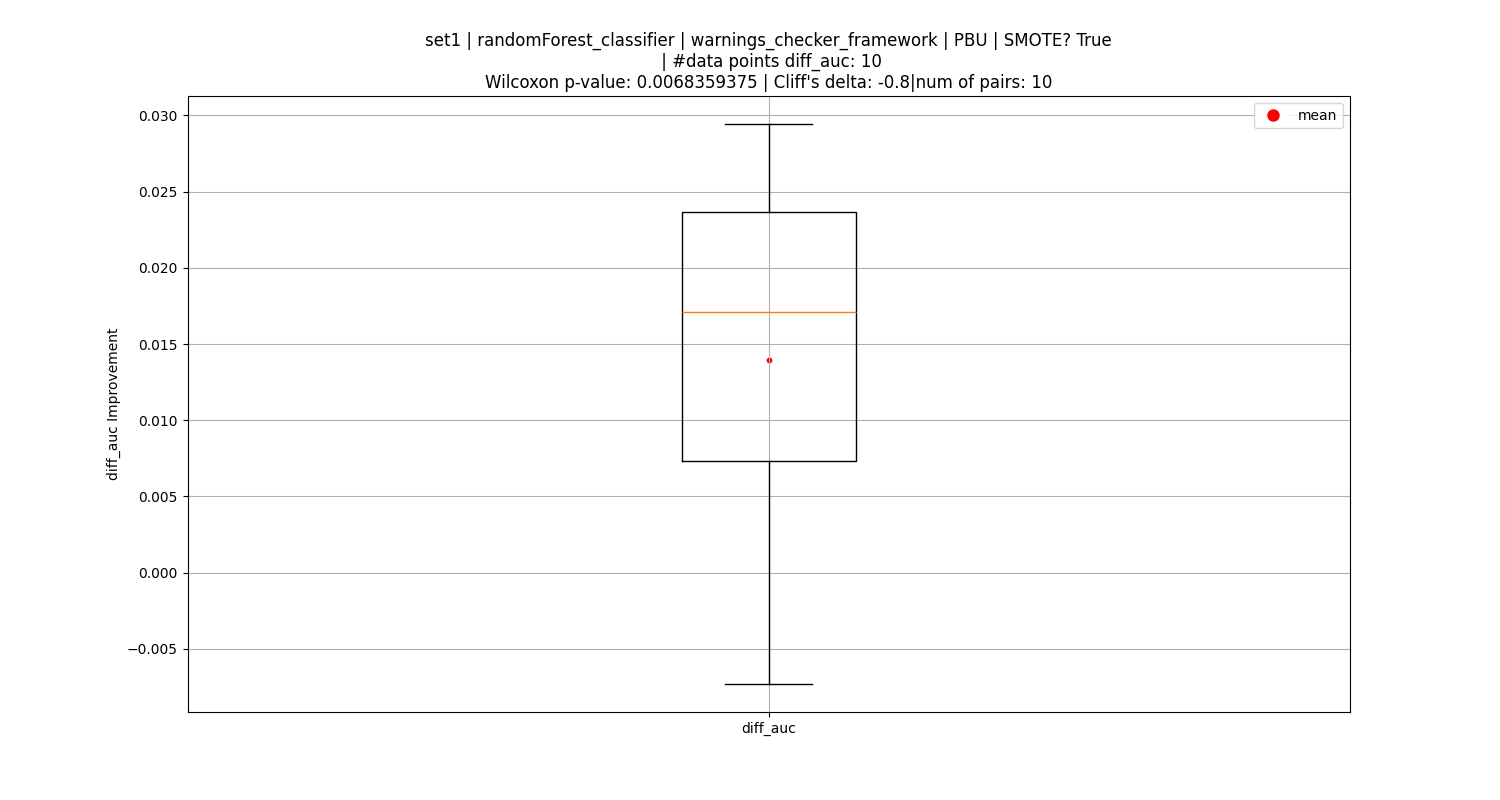 set1 | randomForest_classifier | warnings_checker_framework | PBU | SMOTE? True
| #data points diff_auc: 10
Wilcoxon p-value: 0.0068359375 | Cliff's delta: -0.8|num of pairs: 10
mean
0.030
0.025
0.020
0.015
0.010
0.005
0.000
−0.005
diff_auc Improvement
diff_auc